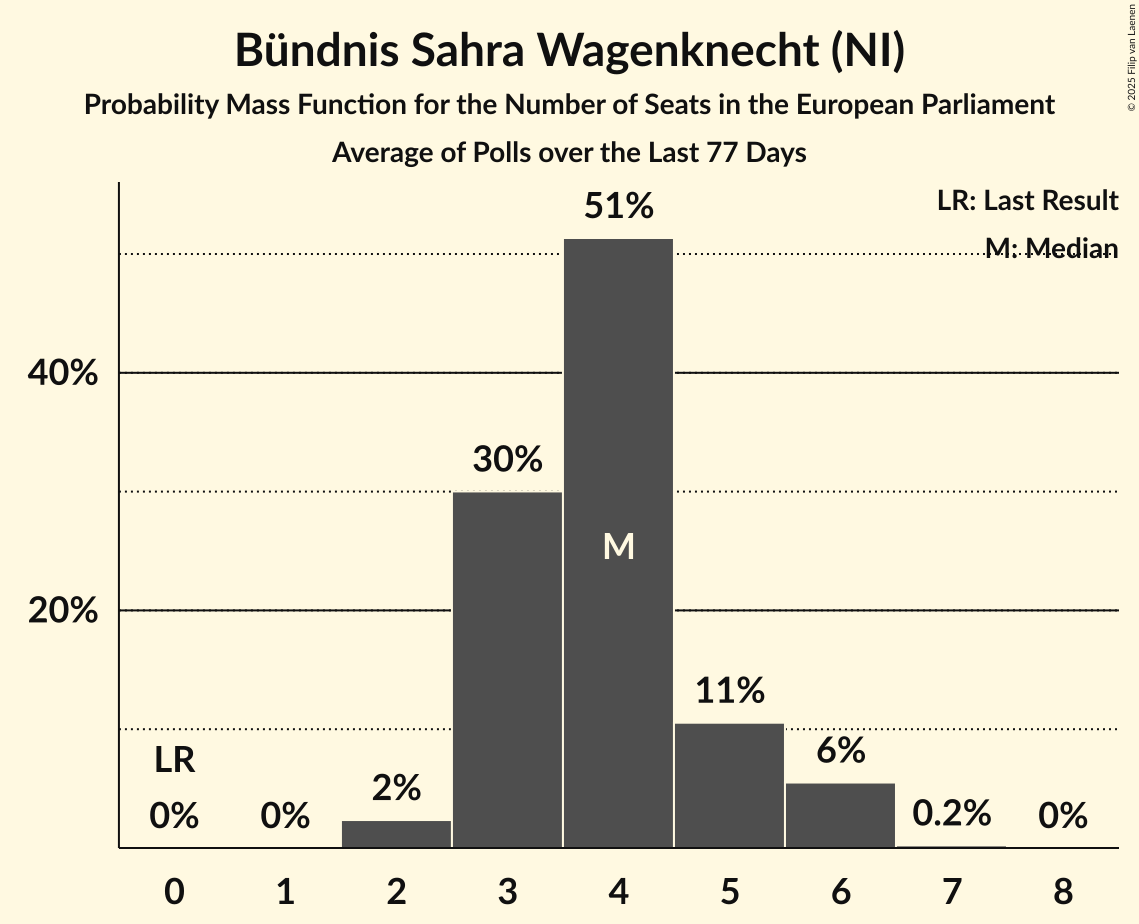 Bündnis Sahra Wagenknecht (NI)
Probability Mass Function for the Number of Seats in the European Parliament
Average of Polls over the Last 77 Days
© 2025 Filip van Laenen
LR: Last Result
M: Median
51%
40%
30%
M
20%
11%
6%
LR
2%
0%
0%
0.2%
0%
0 1 2 3 4 5 6 7 8